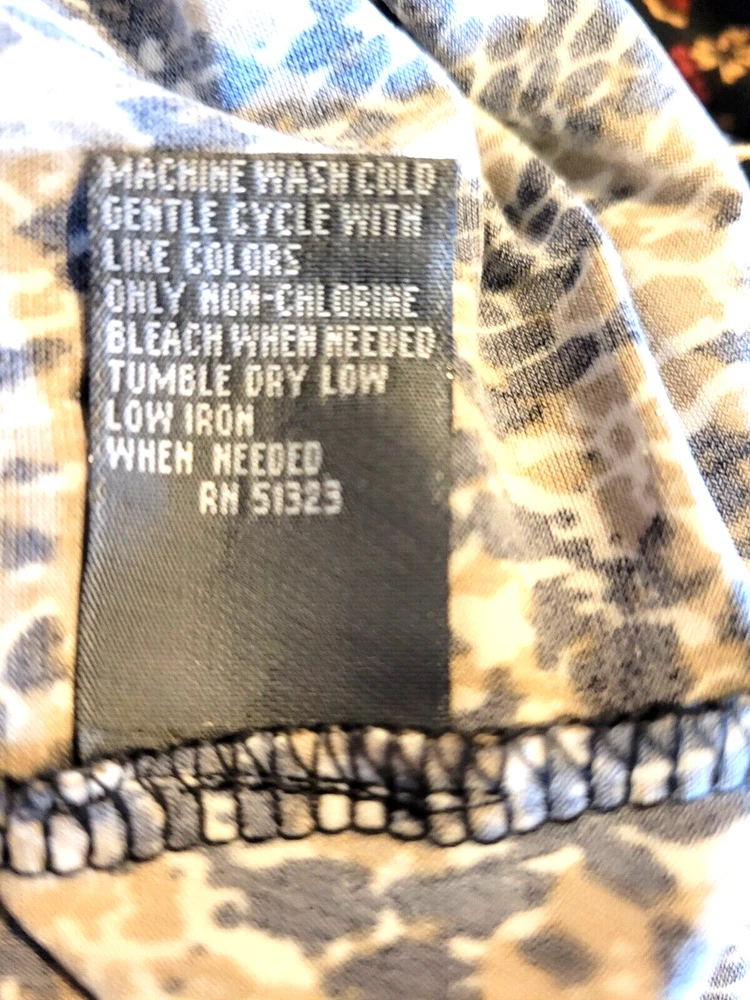 MACHINE WASH COLD
GENTLE CYCLE WITH
LIKE COLORS
ONLY NON-CHLORINE
BLEACH WHEN NEEDED
TUMBLE DRY LOW
LOW IRON
WHEN NEEDED
RN 51323